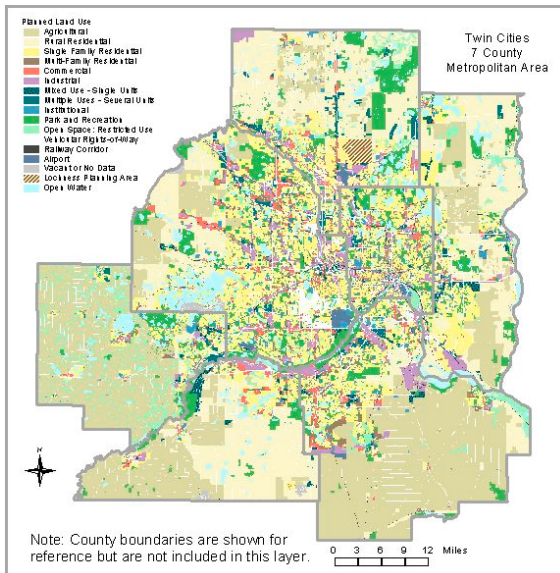 Planned Land Use
Agricultural
Rural Residential
Single Family Residential
Multi-Family Residential
Commercial
Industrial
Mixed Use - Single Units
Multiple Uses - Several Units
Institutional
Park and Recreation
Open Space: Restricted Use
Vehicular Rights-of-Way
Railway Corridor
Airport
Vacant or No Data
Lochness Planning Area
Open Water
Twin Cities
7 County
Metropolitan Area
N
Note: County boundaries are shown for
reference but are not included in this layer.
0 3 6 9 12 Miles